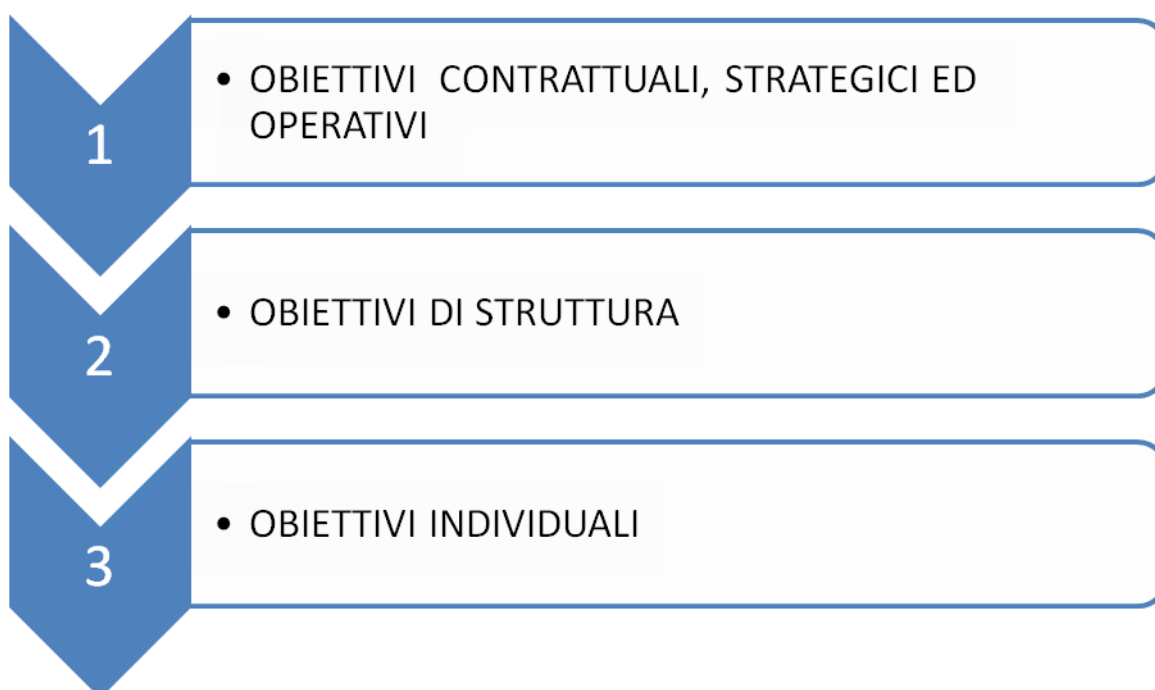 1
• OBIETTIVI CONTRATTUALI, STRATEGICI ED
OPERATIVI
2
• OBIETTIVI DI STRUTTURA
3
• OBIETTIVI INDIVIDUALI